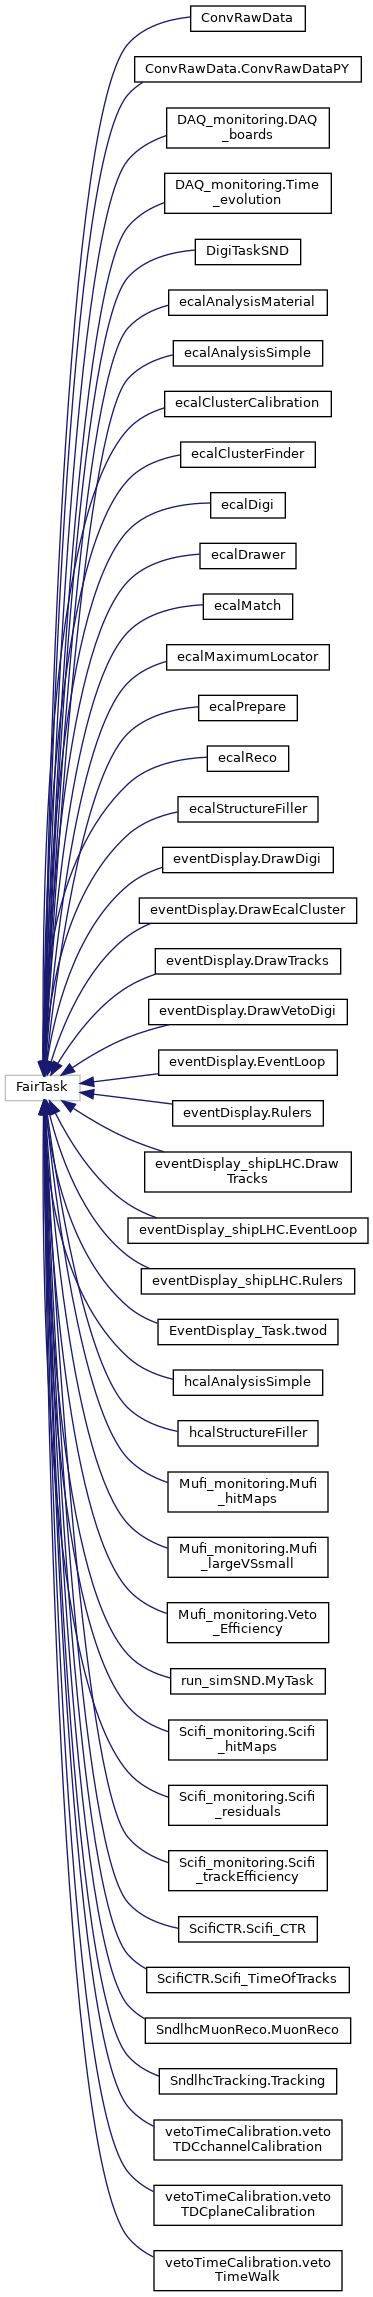 ConvRawData
ConvRawData.ConvRawDataPY
DAQ_monitoring.DAQ
_boards
DAQ_monitoring.Time
_evolution
DigiTaskSND
ecalAnalysisMaterial
ecalAnalysisSimple
ecalClusterCalibration
ecalClusterFinder
ecalDigi
ecalDrawer
ecalMatch
ecalMaximumLocator
ecalPrepare
ecalReco
ecalStructureFiller
eventDisplay.DrawDigi
eventDisplay.DrawEcalCluster
eventDisplay.DrawTracks
eventDisplay.DrawVetoDigi
eventDisplay.EventLoop
FairTask
eventDisplay.Rulers
eventDisplay_shipLHC.Draw
Tracks
eventDisplay_shipLHC.EventLoop
eventDisplay_shipLHC.Rulers
EventDisplay_Task.twod
hcalAnalysisSimple
hcalStructureFiller
Mufi_monitoring.Mufi
_hitMaps
Mufi_monitoring.Mufi
_largeVSsmall
Mufi_monitoring.Veto
_Efficiency
run_simSND.MyTask
Scifi_monitoring.Scifi
_hitMaps
Scifi_monitoring.Scifi
_residuals
Scifi_monitoring.Scifi
_trackEfficiency
ScifiCTR.Scifi_CTR
ScifiCTR.Scifi_TimeOfTracks
SndlhcMuonReco.MuonReco
SndlhcTracking.Tracking
vetoTimeCalibration.veto
TDCchannelCalibration
vetoTimeCalibration.veto
TDCplaneCalibration
vetoTimeCalibration.veto
TimeWalk